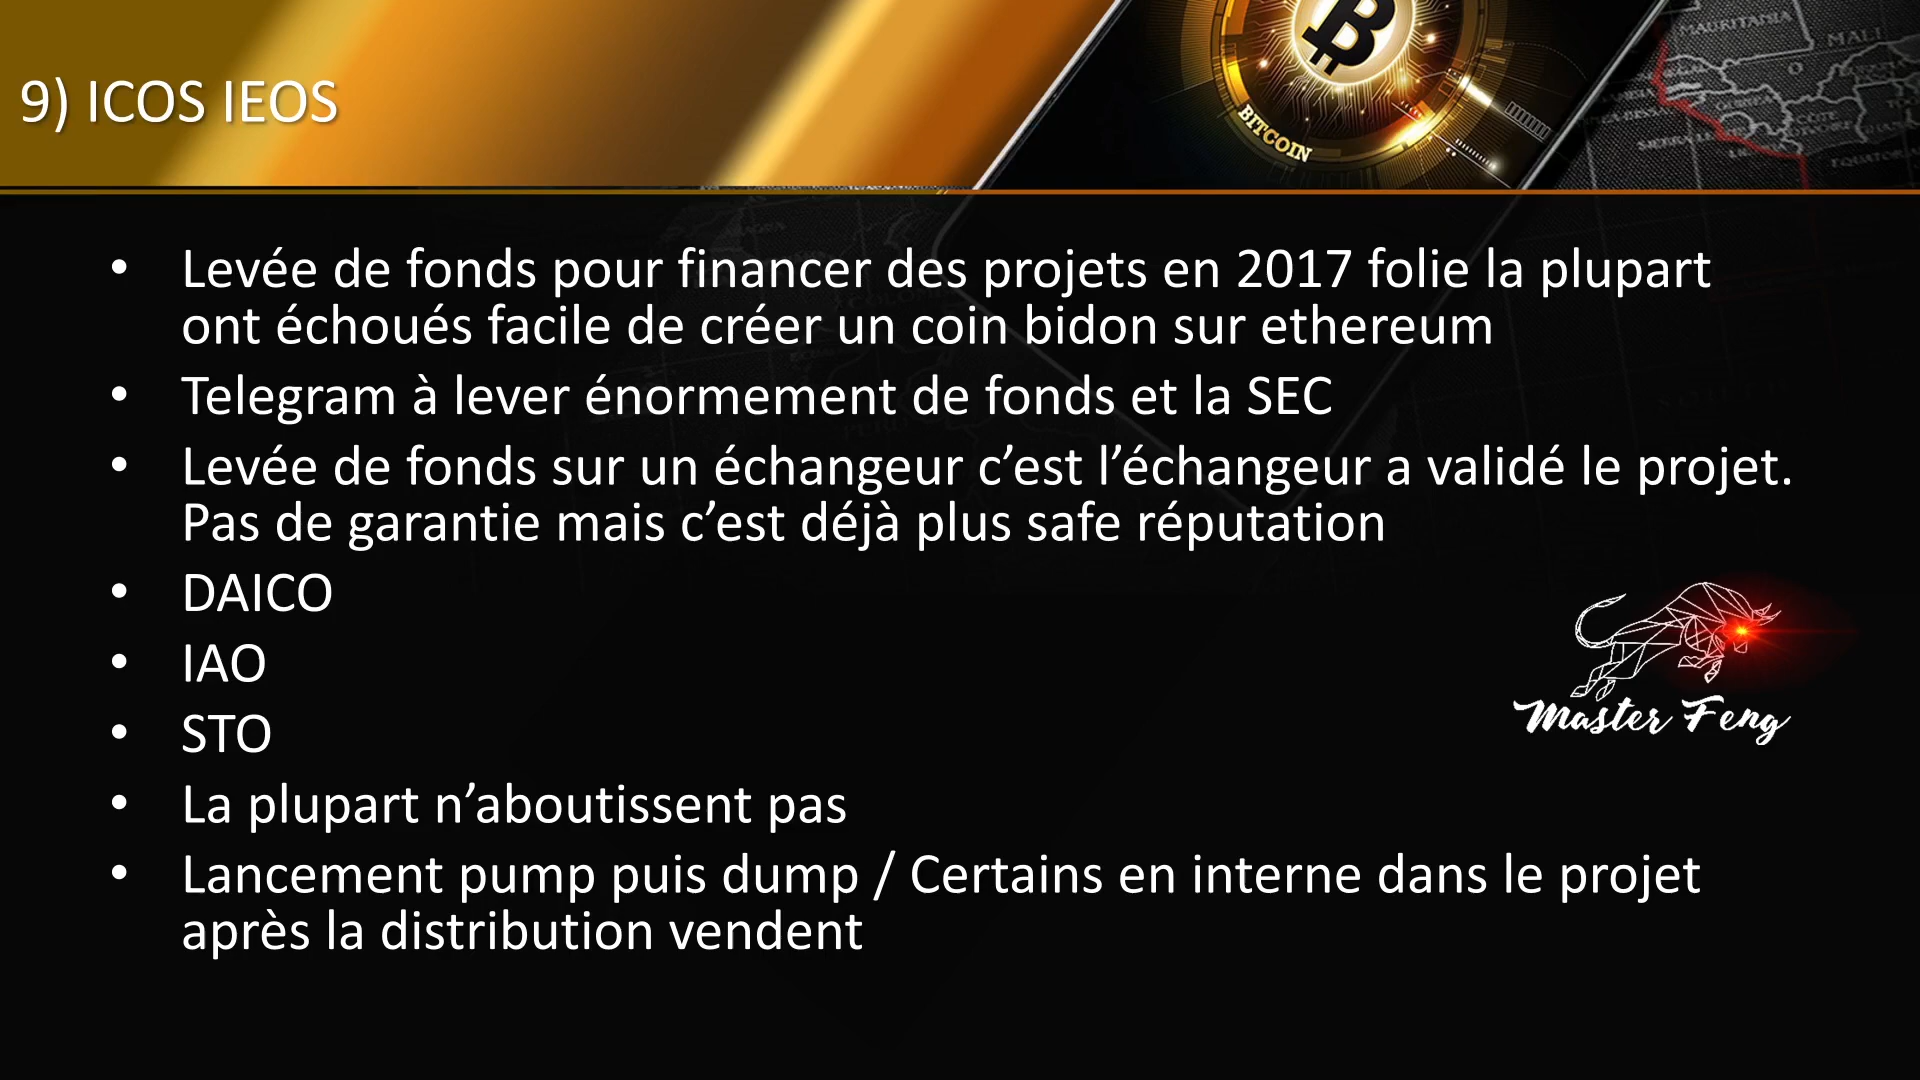 9) ICOS IEOS
BITCOIN
MAURITANIA
MALI
• Levée de fonds pour financer des projets en 2017 folie la plupart
ont échoués facile de créer un coin bidon sur ethereum
• Telegram à lever énormement de fonds et la SEC
• Levée de fonds sur un échangeur c’est l’échangeur a validé le projet.
Pas de garantie mais c’est déjà plus safe réputation
• DAICO
• IAO
• STO
Master Feng
• La plupart n’aboutissent pas
• Lancement pump puis dump / Certains en interne dans le projet
après la distribution vendent